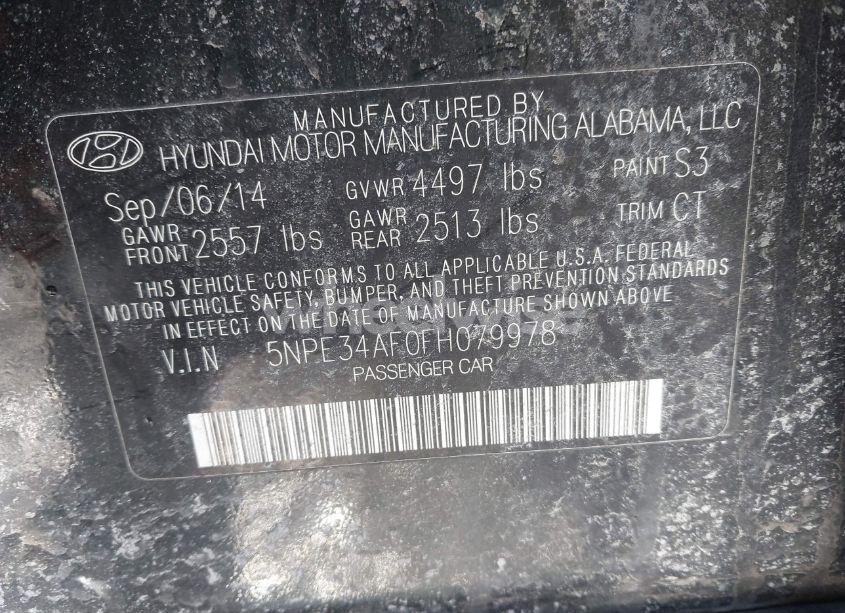 MANUFACTURED BY
HYUNDAI MOTOR MANUFACTURING ALABAMA, LLC
Sep/06/14 GVWR 4497 lbs PAINT S3
GAWR FRONT 2557 lbs GAWR REAR 2513 lbs TRIM CT
THIS VEHICLE CONFORMS TO ALL APPLICABLE U.S.A. FEDERAL
MOTOR VEHICLE SAFETY, BUMPER, AND THEFT PREVENTION STANDARDS
IN EFFECT ON THE DATE OF MANUFACTURE SHOWN ABOVE
V.I.N 5NPE34AF0FH079978
PASSENGER CAR